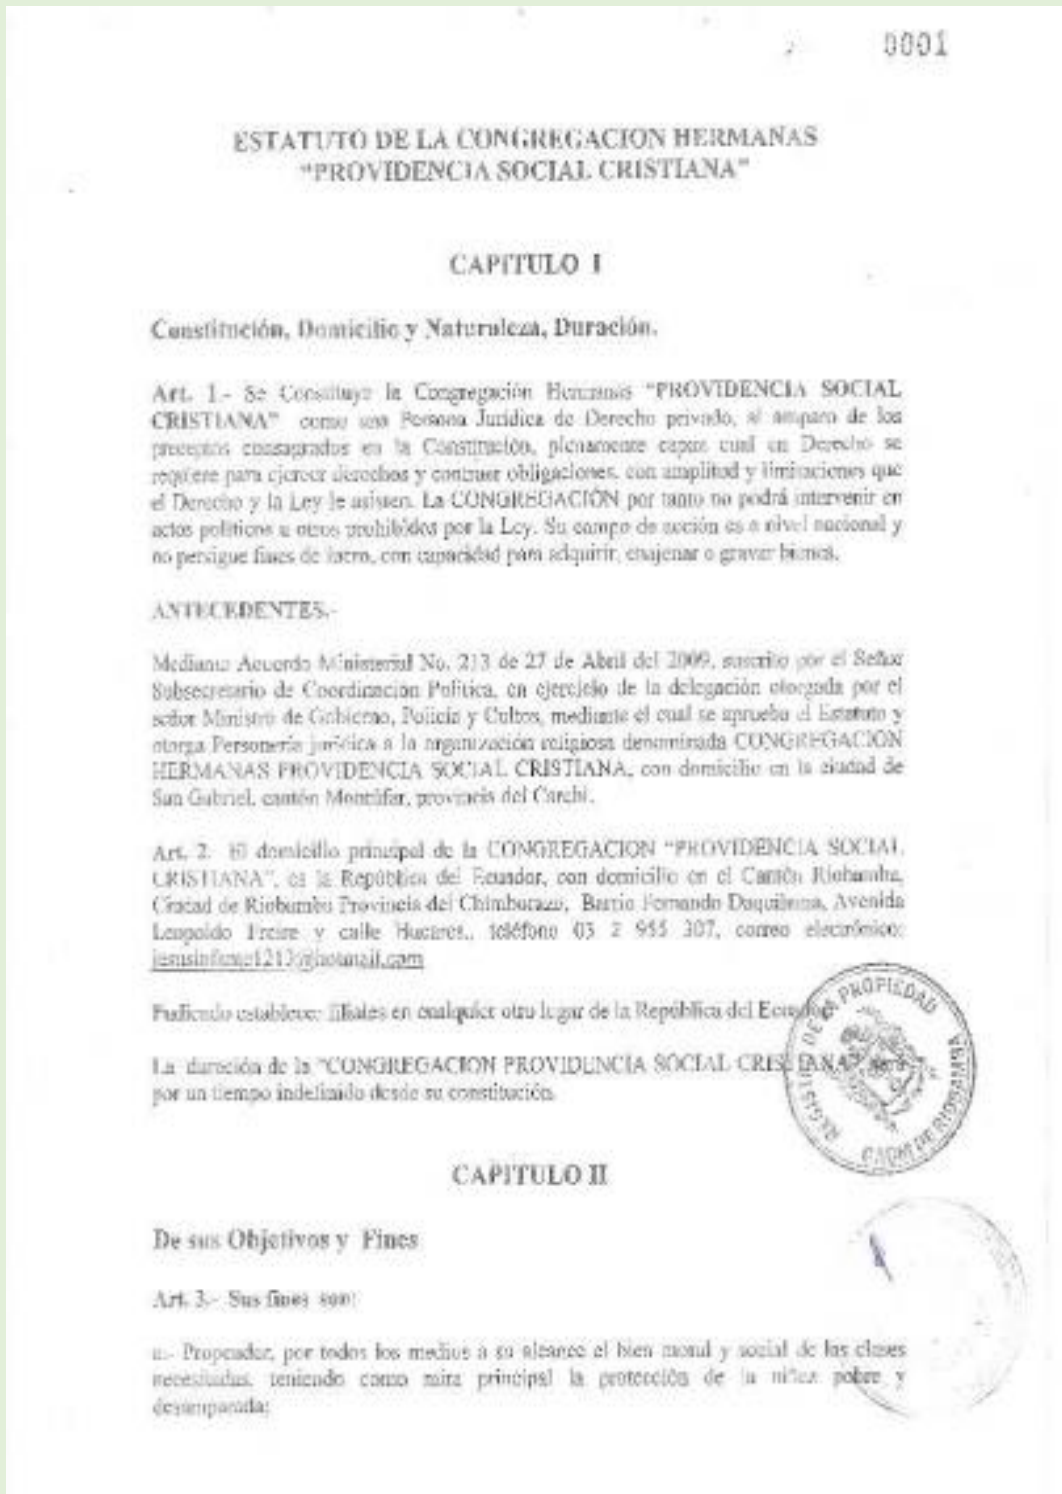 0001
ESTATUTO DE LA CONGREGACION HERMANAS
"PROVIDENCIA SOCIAL CRISTIANA"
CAPITULO I
Constitución, Domicilio y Naturaleza, Duración.
Art. 1.- Se Constituye la Congregación Hermanas "PROVIDENCIA SOCIAL
CRISTIANA" como una Persona Jurídica de Derecho privado, al amparo de los
preceptos consagrados en la Constitución, plenamente capaz cual en Derecho se
requiere para ejercer derechos y contraer obligaciones, con amplitud y limitaciones que
el Derecho y la Ley le asisten. La CONGREGACIÓN por tanto no podrá intervenir en
actos políticos u otros prohibidos por la Ley. Su campo de acción es a nivel nacional y
no persigue fines de lucro, con capacidad para adquirir, enajenar o gravar bienes.
ANTECEDENTES.-
Mediante Acuerdo Ministerial No. 213 de 27 de Abril del 2009, suscrito por el Señor
Subsecretario de Coordinación Política, en ejercicio de la delegación otorgada por el
señor Ministro de Gobierno, Policía y Cultos, mediante el cual se aprueba el Estatuto y
otorga Personería jurídica a la organización religiosa denominada CONGREGACION
HERMANAS PROVIDENCIA SOCIAL CRISTIANA, con domicilio en la ciudad de
San Gabriel, cantón Montúfar, provincia del Carchi.
Art. 2. El domicilio principal de la CONGREGACION "PROVIDENCIA SOCIAL
CRISTIANA", es la República del Ecuador, con domicilio en el Cantón Riobamba,
Ciudad de Riobamba Provincia del Chimborazo, Barrio Fernando Daquilema, Avenida
Leopoldo Freire y calle Hucares., teléfono 03 2 955 307, correo electrónico:
jesusinfante1213@hotmail.com
Pudiendo establecer filiales en cualquier otro lugar de la República del Ecuador
La duración de la "CONGREGACION PROVIDENCIA SOCIAL CRISTIANA"
por un tiempo indefinido desde su constitución.
REGISTRO DE LA PROPIEDAD
GADM DE RIOBAMBA
CAPITULO II
De sus Objetivos y Fines
Art. 3.- Sus fines son:
a.- Propender, por todos los medios a su alcance el bien moral y social de las clases
necesitadas, teniendo como mira principal la protección de la niñez pobre y
desamparada;